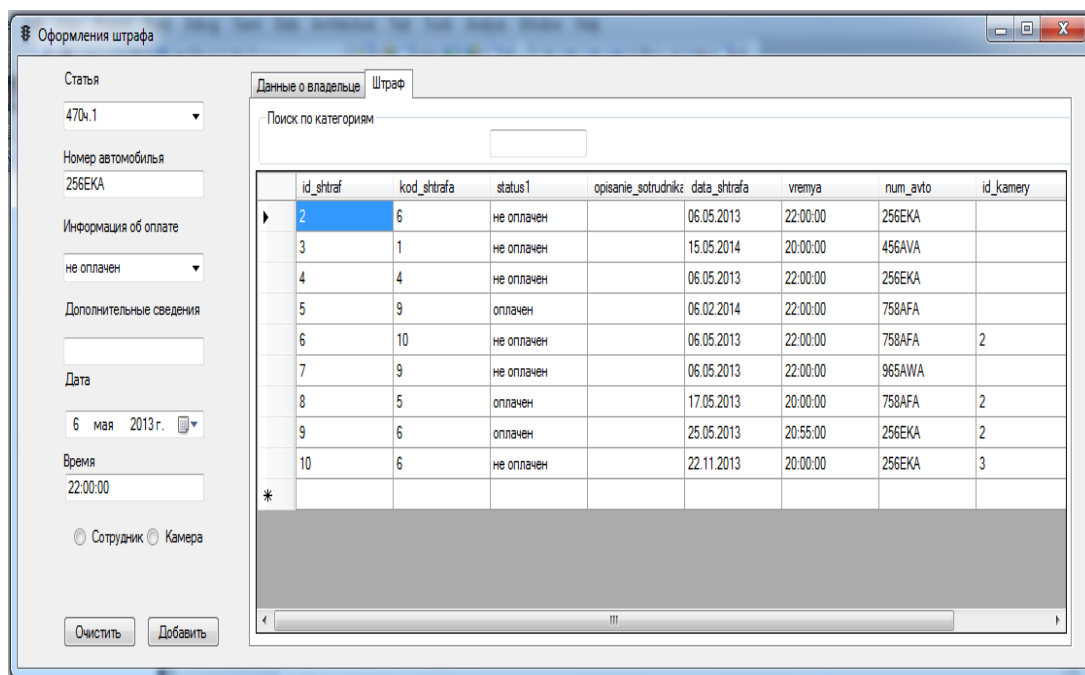 Оформления штрафа
Статья
470ч.1
Номер автомобилья
256EKA
Информация об оплате
не оплачен
Дополнительные сведения
Дата
6 мая 2013 г.
Время
22:00:00
Сотрудник Камера
Очистить Добавить
Данные о владельце Штраф
Поиск по категориям
id_shtraf kod_shtrafa status1 opisanie_sotrudnika data_shtrafa vremya num_avto id_kamery
2 6 не оплачен 06.05.2013 22:00:00 256EKA
3 1 не оплачен 15.05.2014 20:00:00 456AVA
4 4 не оплачен 06.05.2013 22:00:00 256EKA
5 9 оплачен 06.02.2014 22:00:00 758AFA
6 10 не оплачен 06.05.2013 22:00:00 758AFA 2
7 9 не оплачен 06.05.2013 22:00:00 965AWA
8 5 оплачен 17.05.2013 20:00:00 758AFA 2
9 6 оплачен 25.05.2013 20:55:00 256EKA 2
10 6 не оплачен 22.11.2013 20:00:00 256EKA 3